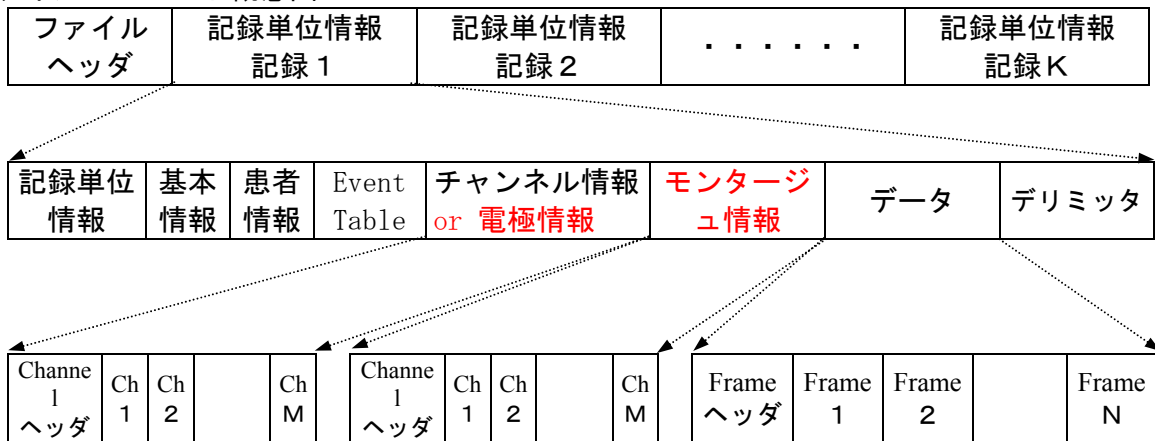 ファイル
ヘッダ
記録単位情報
記録1
記録単位情報
記録2
・・・・・・
記録単位情報
記録K
記録単位
情報
基本
情報
患者
情報
Event
Table
チャンネル情報
or 電極情報
モンタージ
ュ情報
データ
デリミッタ
Channe
l
ヘッダ
Ch
1
Ch
2
Ch
M
Channe
l
ヘッダ
Ch
1
Ch
2
Ch
M
Frame
ヘッダ
Frame
1
Frame
2
Frame
N